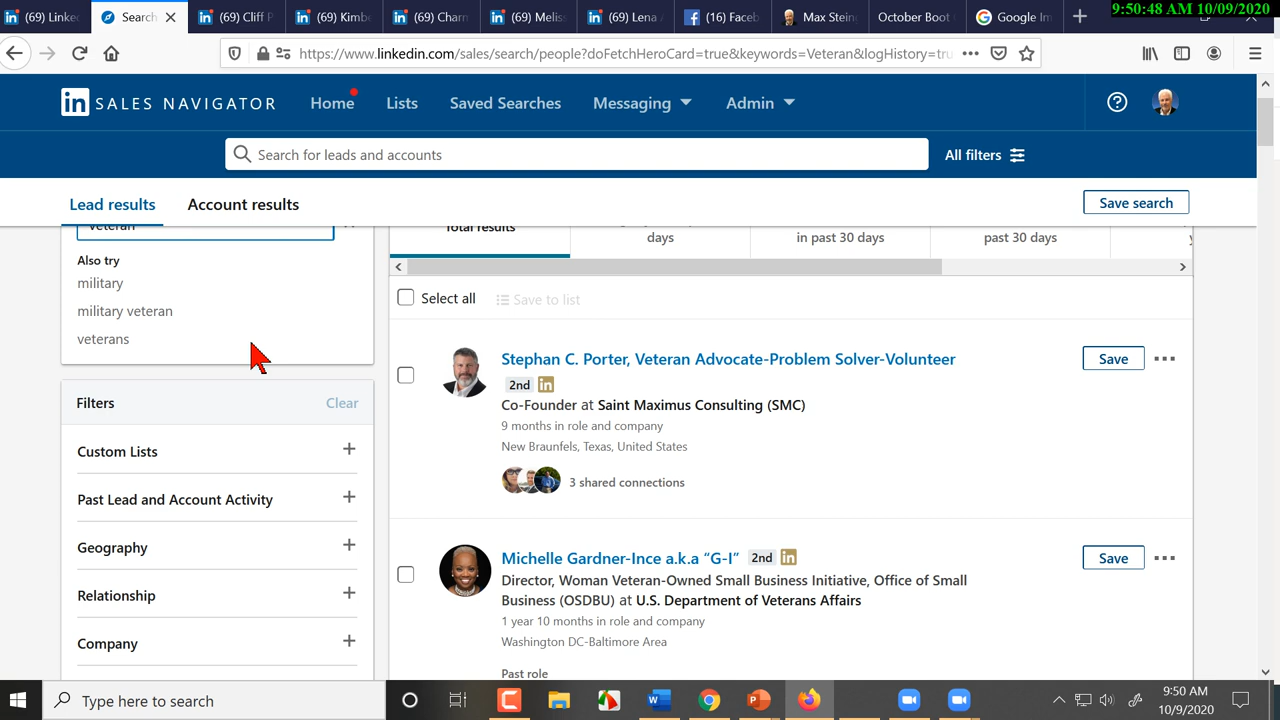 9:50:48 AM 10/09/2020
(69) Linke
Search
(69) Cliff P
(69) Kimbe
(69) Charm
(69) Meliss
(69) Lena A
(16) Faceb
Max Stein
October Boot
Google Im
https://www.linkedin.com/sales/search/people?doFetchHeroCard=true&keywords=Veteran&logHistory=tru
in SALES NAVIGATOR
Home
Lists
Saved Searches
Messaging
Admin
Search for leads and accounts
All filters
Lead results
Account results
Save search
veteran
Also try
military
military veteran
veterans
Filters
Clear
Custom Lists
Past Lead and Account Activity
Geography
Relationship
Company
Total results
days
in past 30 days
past 30 days
Select all
Save to list
Stephan C. Porter, Veteran Advocate-Problem Solver-Volunteer
2nd in
Co-Founder at Saint Maximus Consulting (SMC)
9 months in role and company
New Braunfels, Texas, United States
3 shared connections
Save
Michelle Gardner-Ince a.k.a “G-I” 2nd in
Director, Woman Veteran-Owned Small Business Initiative, Office of Small
Business (OSDBU) at U.S. Department of Veterans Affairs
1 year 10 months in role and company
Washington DC-Baltimore Area
Past role
Save
Type here to search
9:50 AM
10/9/2020